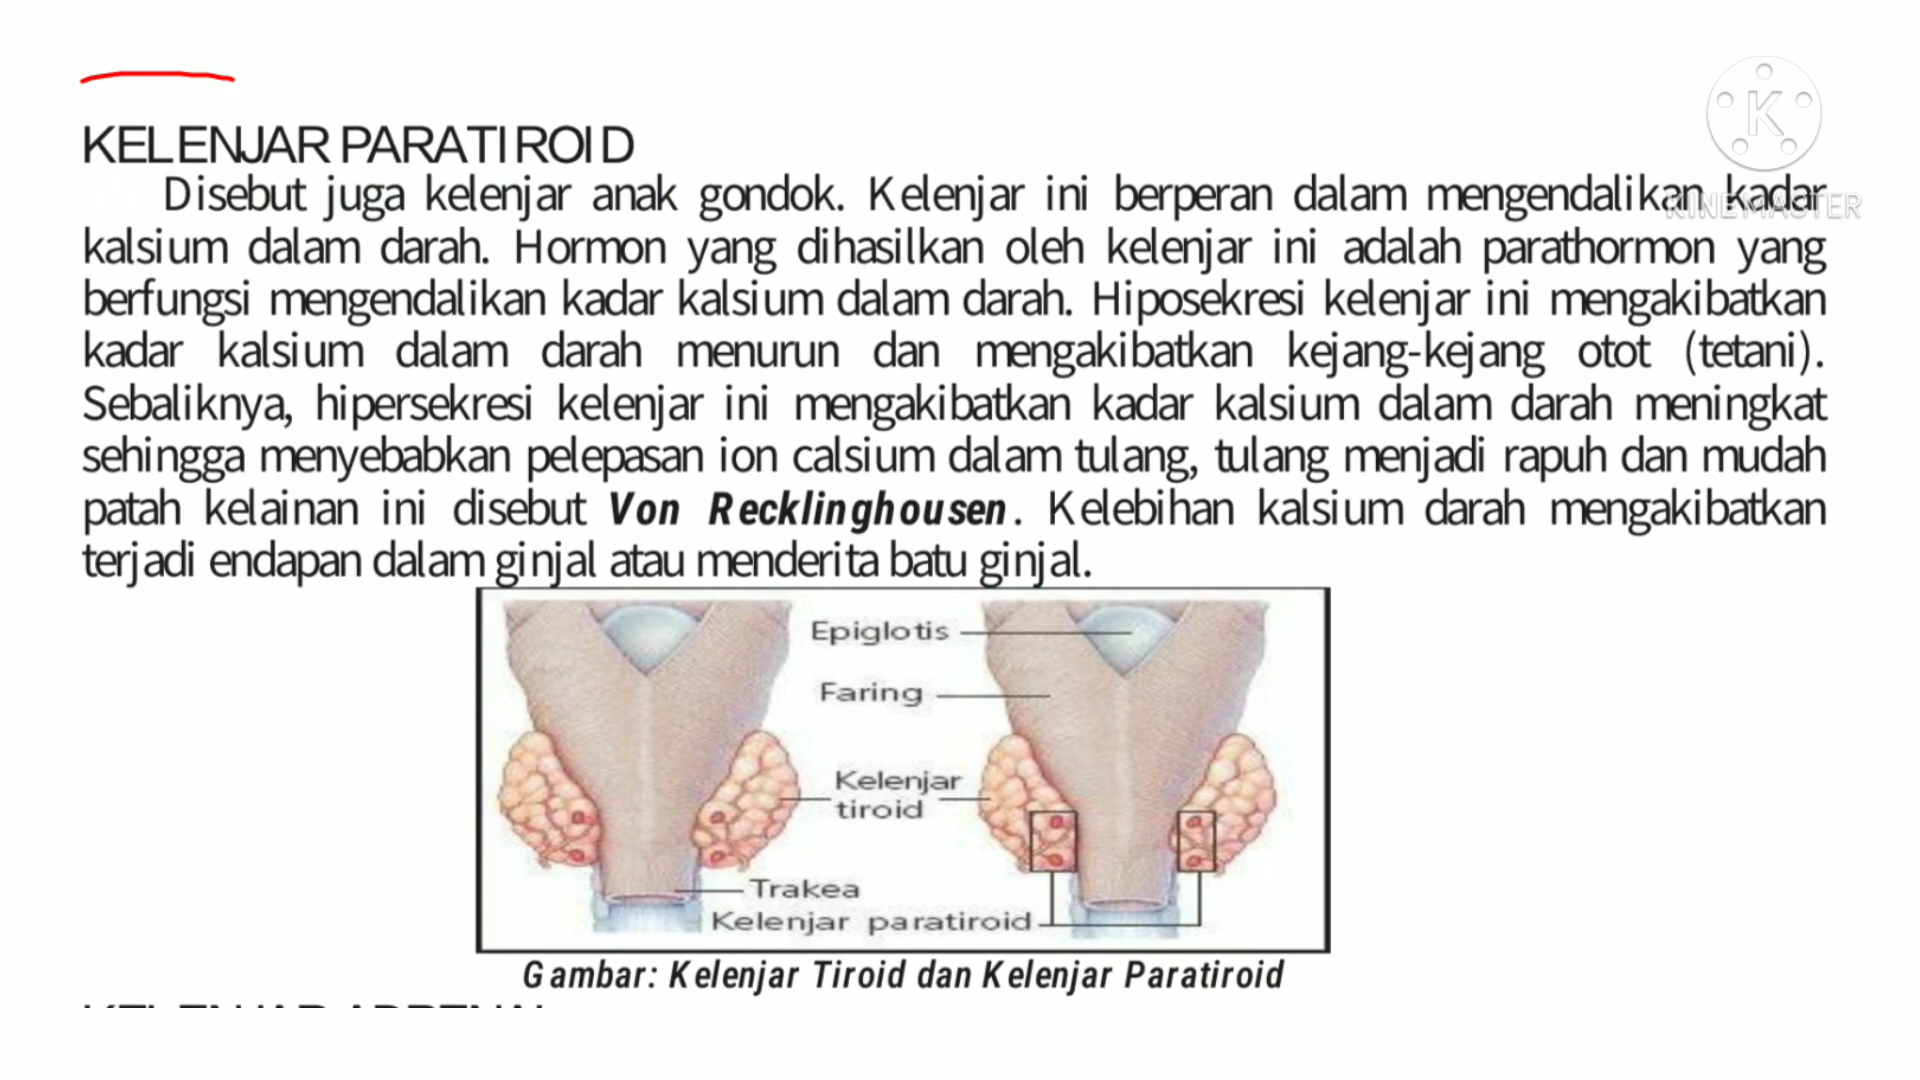 K
KINEMASTER
KELENJAR PARATIROID
Disebut juga kelenjar anak gondok. Kelenjar ini berperan dalam mengendalikan kadar
kalsium dalam darah. Hormon yang dihasilkan oleh kelenjar ini adalah parathormon yang
berfungsi mengendalikan kadar kalsium dalam darah. Hiposekresi kelenjar ini mengakibatkan
kadar kalsium dalam darah menurun dan mengakibatkan kejang-kejang otot (tetani).
Sebaliknya, hipersekresi kelenjar ini mengakibatkan kadar kalsium dalam darah meningkat
sehingga menyebabkan pelepasan ion calsium dalam tulang, tulang menjadi rapuh dan mudah
patah kelainan ini disebut Von Recklinghousen. Kelebihan kalsium darah mengakibatkan
terjadi endapan dalam ginjal atau menderita batu ginjal.
Epiglotis
Faring
Kelenjar
tiroid
Trakea
Kelenjar paratiroid
Gambar: Kelenjar Tiroid dan Kelenjar Paratiroid